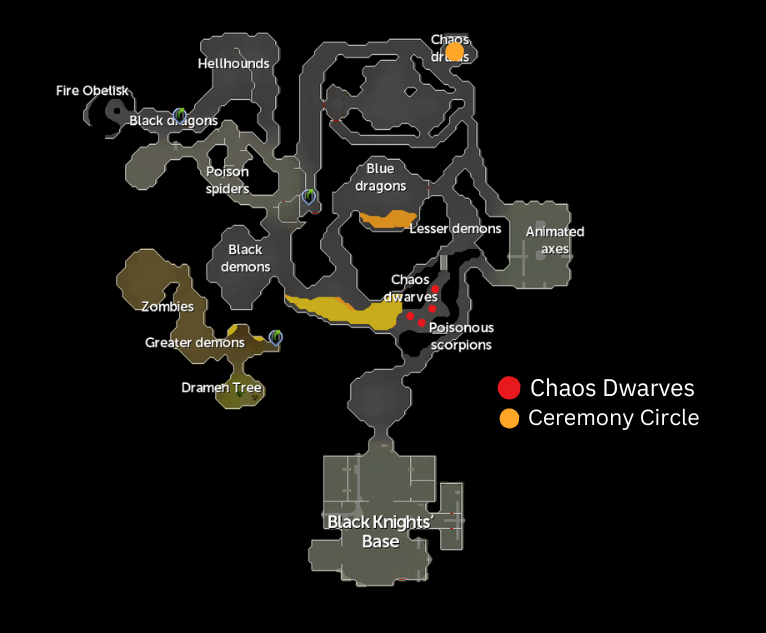 Chaos
druids
Hellhounds
Fire Obelisk
Black dragons
Poison
spiders
Blue
dragons
Lesser demons
Animated
axes
Black
demons
Chaos
dwarves
Zombies
Poisonous
scorpions
Greater demons
Dramen Tree
Chaos Dwarves
Ceremony Circle
Black Knights'
Base